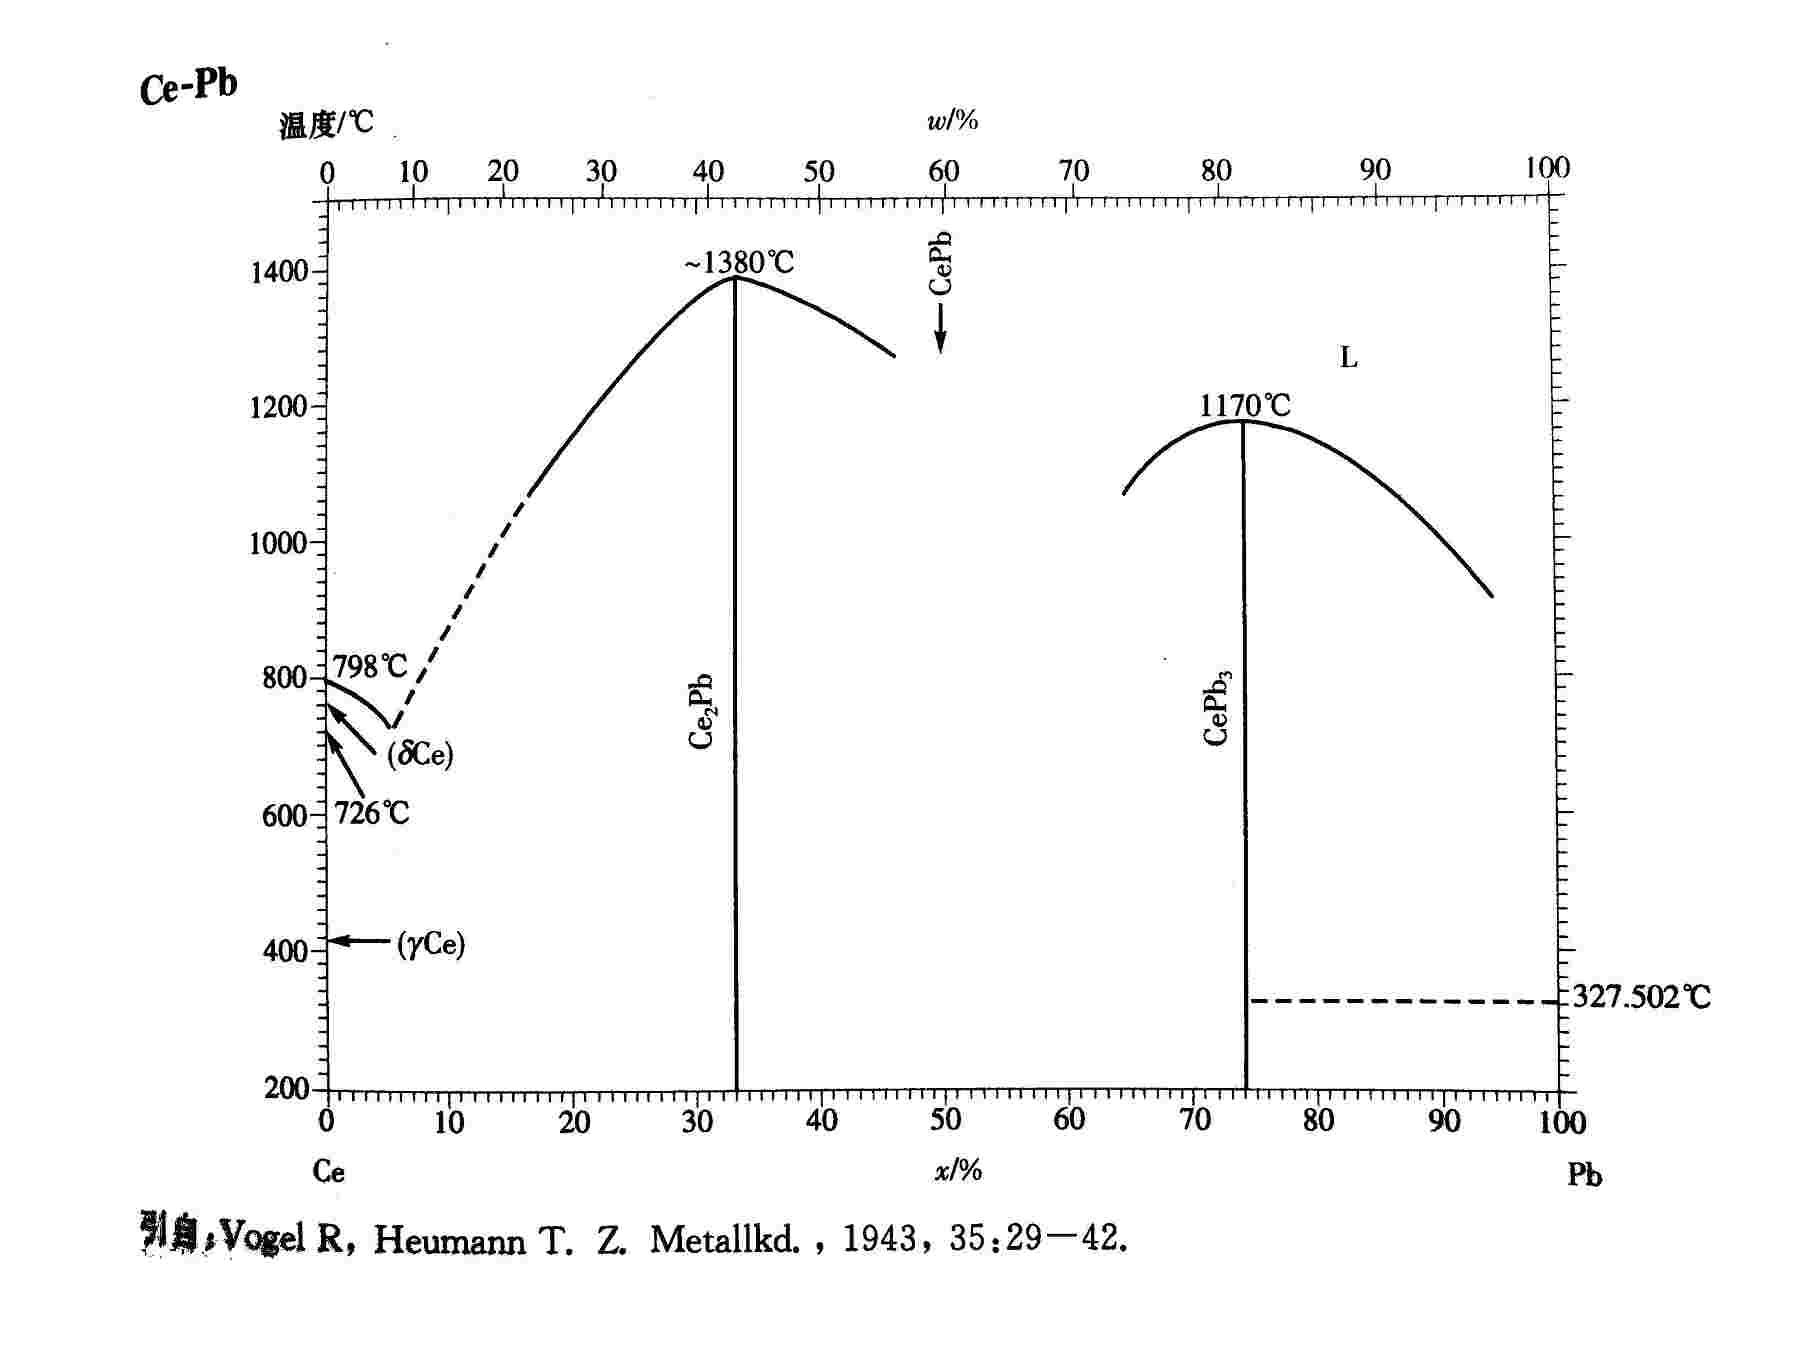 Ce-Pb
温度/℃
w/%
0 10 20 30 40 50 60 70 80 90 100
~1380℃
CePb
1400
L
1200
1170℃
1000
798℃
800
Ce₂Pb
CePb₃
(δCe)
726℃
600
(γCe)
400
327.502℃
200
0 10 20 30 40 50 60 70 80 90 100
Ce
x/%
Pb
引自:Vogel R, Heumann T. Z. Metallkd., 1943, 35:29—42.